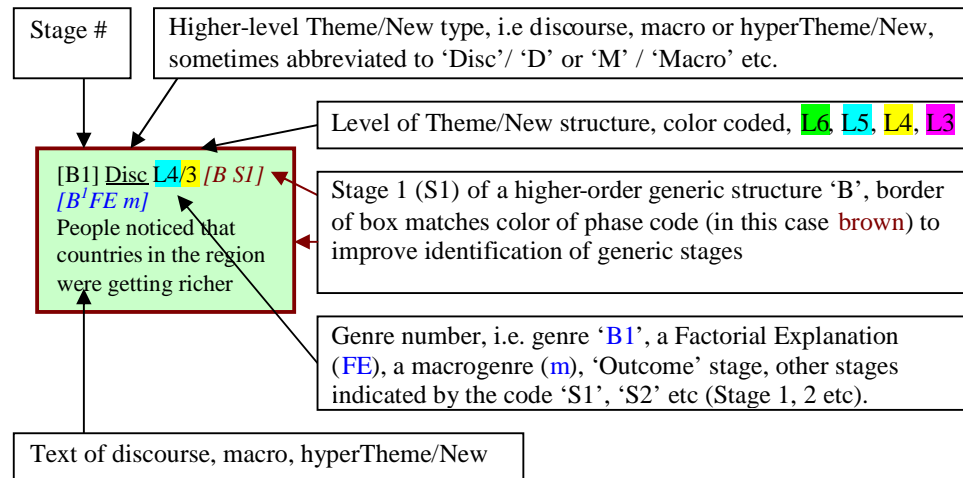 Stage #
Higher-level Theme/New type, i.e discourse, macro or hyperTheme/New,
sometimes abbreviated to ‘Disc’/ ‘D’ or ‘M’ / ‘Macro’ etc.
Level of Theme/New structure, color coded, L6, L5, L4, L3
[B1] Disc L4/3 [B S1]
[B¹FE m]
People noticed that
countries in the region
were getting richer
Stage 1 (S1) of a higher-order generic structure ‘B’, border
of box matches color of phase code (in this case brown) to
improve identification of generic stages
Genre number, i.e. genre ‘B1’, a Factorial Explanation
(FE), a macrogenre (m), ‘Outcome’ stage, other stages
indicated by the code ‘S1’, ‘S2’ etc (Stage 1, 2 etc).
Text of discourse, macro, hyperTheme/New